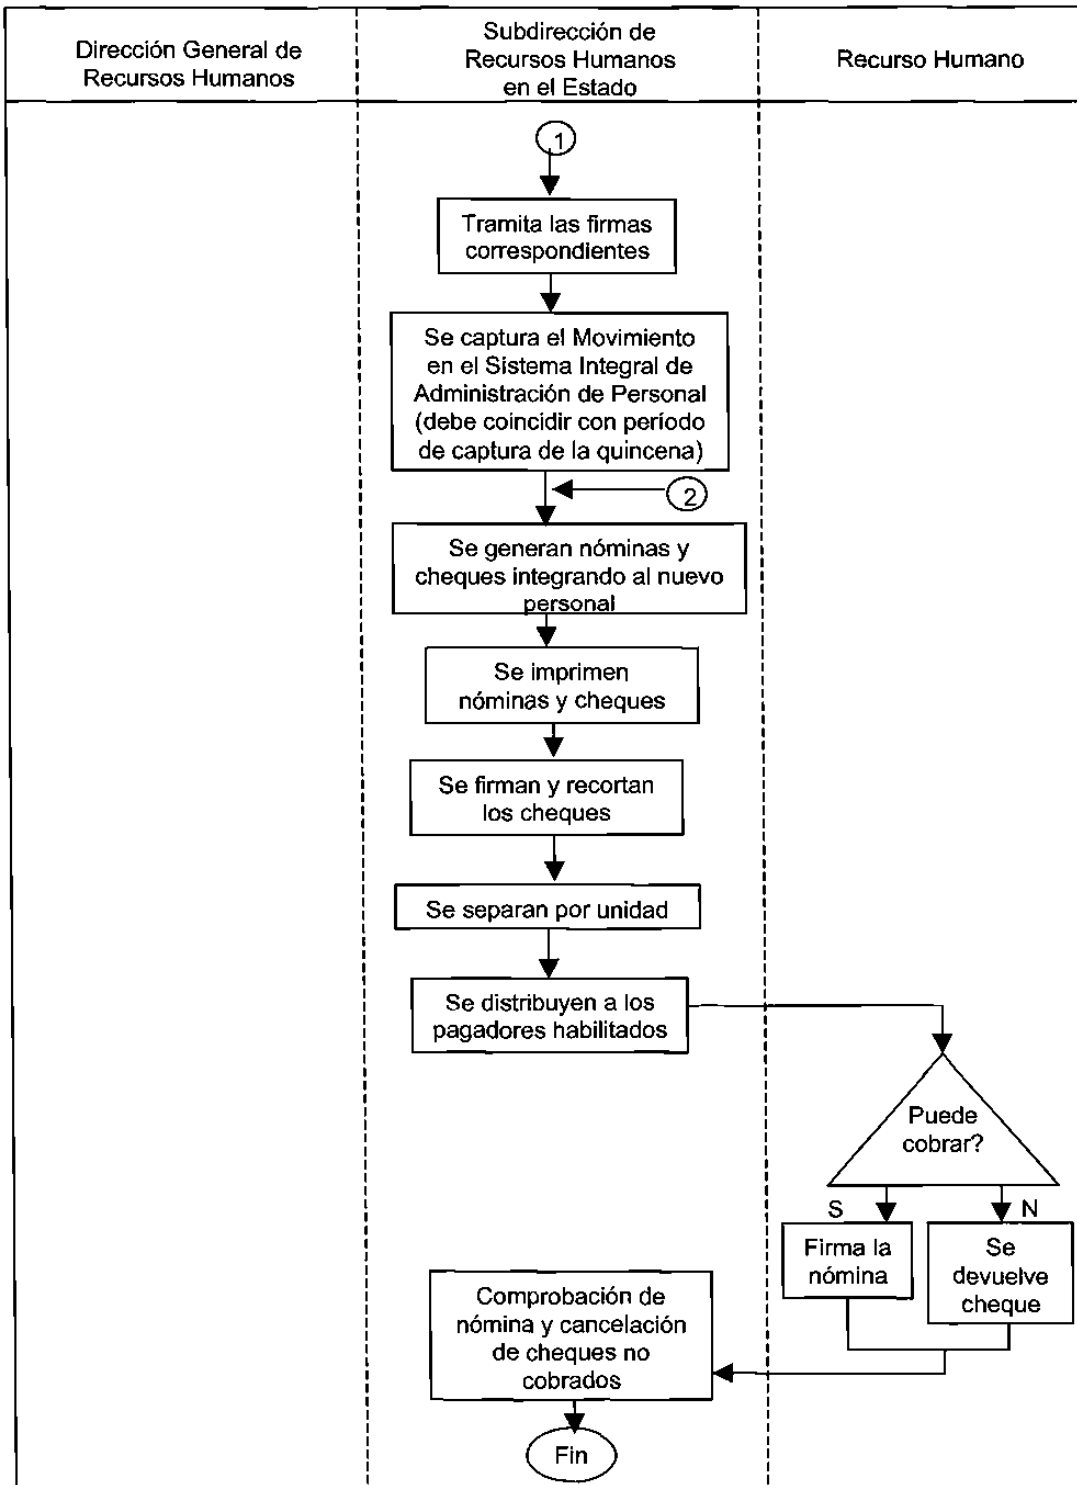 Dirección General de
Recursos Humanos
Subdirección de
Recursos Humanos
en el Estado
Recurso Humano
1
Tramita las firmas
correspondientes
Se captura el Movimiento
en el Sistema Integral de
Administración de Personal
(debe coincidir con período
de captura de la quincena)
2
Se generan nóminas y
cheques integrando al nuevo
personal
Se imprimen
nóminas y cheques
Se firman y recortan
los cheques
Se separan por unidad
Se distribuyen a los
pagadores habilitados
Puede
cobrar?
S
N
Firma la
nómina
Se
devuelve
cheque
Comprobación de
nómina y cancelación
de cheques no
cobrados
Fin